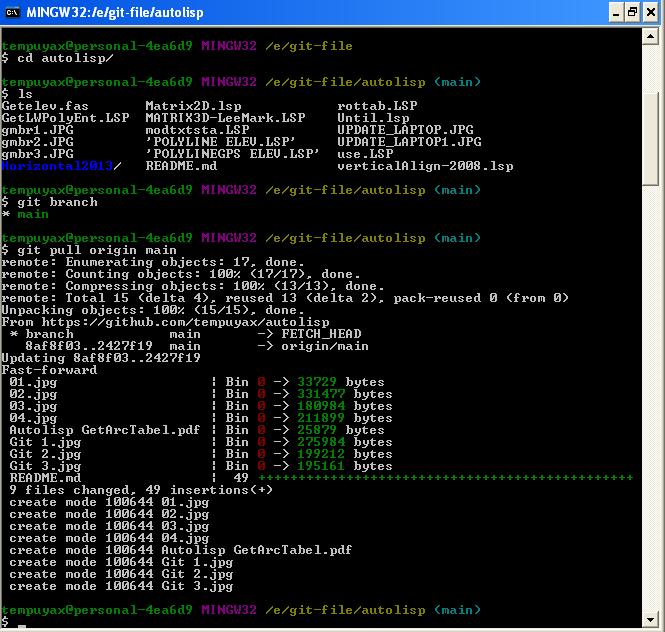 MINGW32:/e/git-file/autolisp
tempuyax@personal-4ea6d9 MINGW32 /e/git-file
$ cd autolisp/
tempuyax@personal-4ea6d9 MINGW32 /e/git-file/autolisp (main)
$ ls
Getelev.fas Matrix2D.lsp rottab.LSP
GetLWPolyEnt.LSP MATRIX3D-LeeMark.LSP Until.lsp
gmbr1.JPG modtxtsta.LSP UPDATE_LAPTOP.JPG
gmbr2.JPG 'POLYLINE ELEV.LSP' UPDATE_LAPTOP1.JPG
gmbr3.JPG 'POLYLINEGPS ELEV.LSP' use.LSP
Horizontal2013/ README.md verticalAlign-2008.lsp
tempuyax@personal-4ea6d9 MINGW32 /e/git-file/autolisp (main)
$ git branch
* main
tempuyax@personal-4ea6d9 MINGW32 /e/git-file/autolisp (main)
$ git pull origin main
remote: Enumerating objects: 17, done.
remote: Counting objects: 100% (17/17), done.
remote: Compressing objects: 100% (13/13), done.
remote: Total 15 (delta 4), reused 13 (delta 2), pack-reused 0 (from 0)
Unpacking objects: 100% (15/15), done.
From https://github.com/tempuyax/autolisp
* branch main -> FETCH_HEAD
8af8f03..2427f19 main -> origin/main
Updating 8af8f03..2427f19
Fast-forward
01.jpg | Bin 0 -> 33729 bytes
02.jpg | Bin 0 -> 331477 bytes
03.jpg | Bin 0 -> 180984 bytes
04.jpg | Bin 0 -> 211899 bytes
Autolisp GetArcTabel.pdf | Bin 0 -> 25879 bytes
Git 1.jpg | Bin 0 -> 275984 bytes
Git 2.jpg | Bin 0 -> 199212 bytes
Git 3.jpg | Bin 0 -> 195161 bytes
README.md | 49 +++++++++++++++++++++++++++++++++++++++++++++++
9 files changed, 49 insertions(+)
create mode 100644 01.jpg
create mode 100644 02.jpg
create mode 100644 03.jpg
create mode 100644 04.jpg
create mode 100644 Autolisp GetArcTabel.pdf
create mode 100644 Git 1.jpg
create mode 100644 Git 2.jpg
create mode 100644 Git 3.jpg
tempuyax@personal-4ea6d9 MINGW32 /e/git-file/autolisp (main)
$